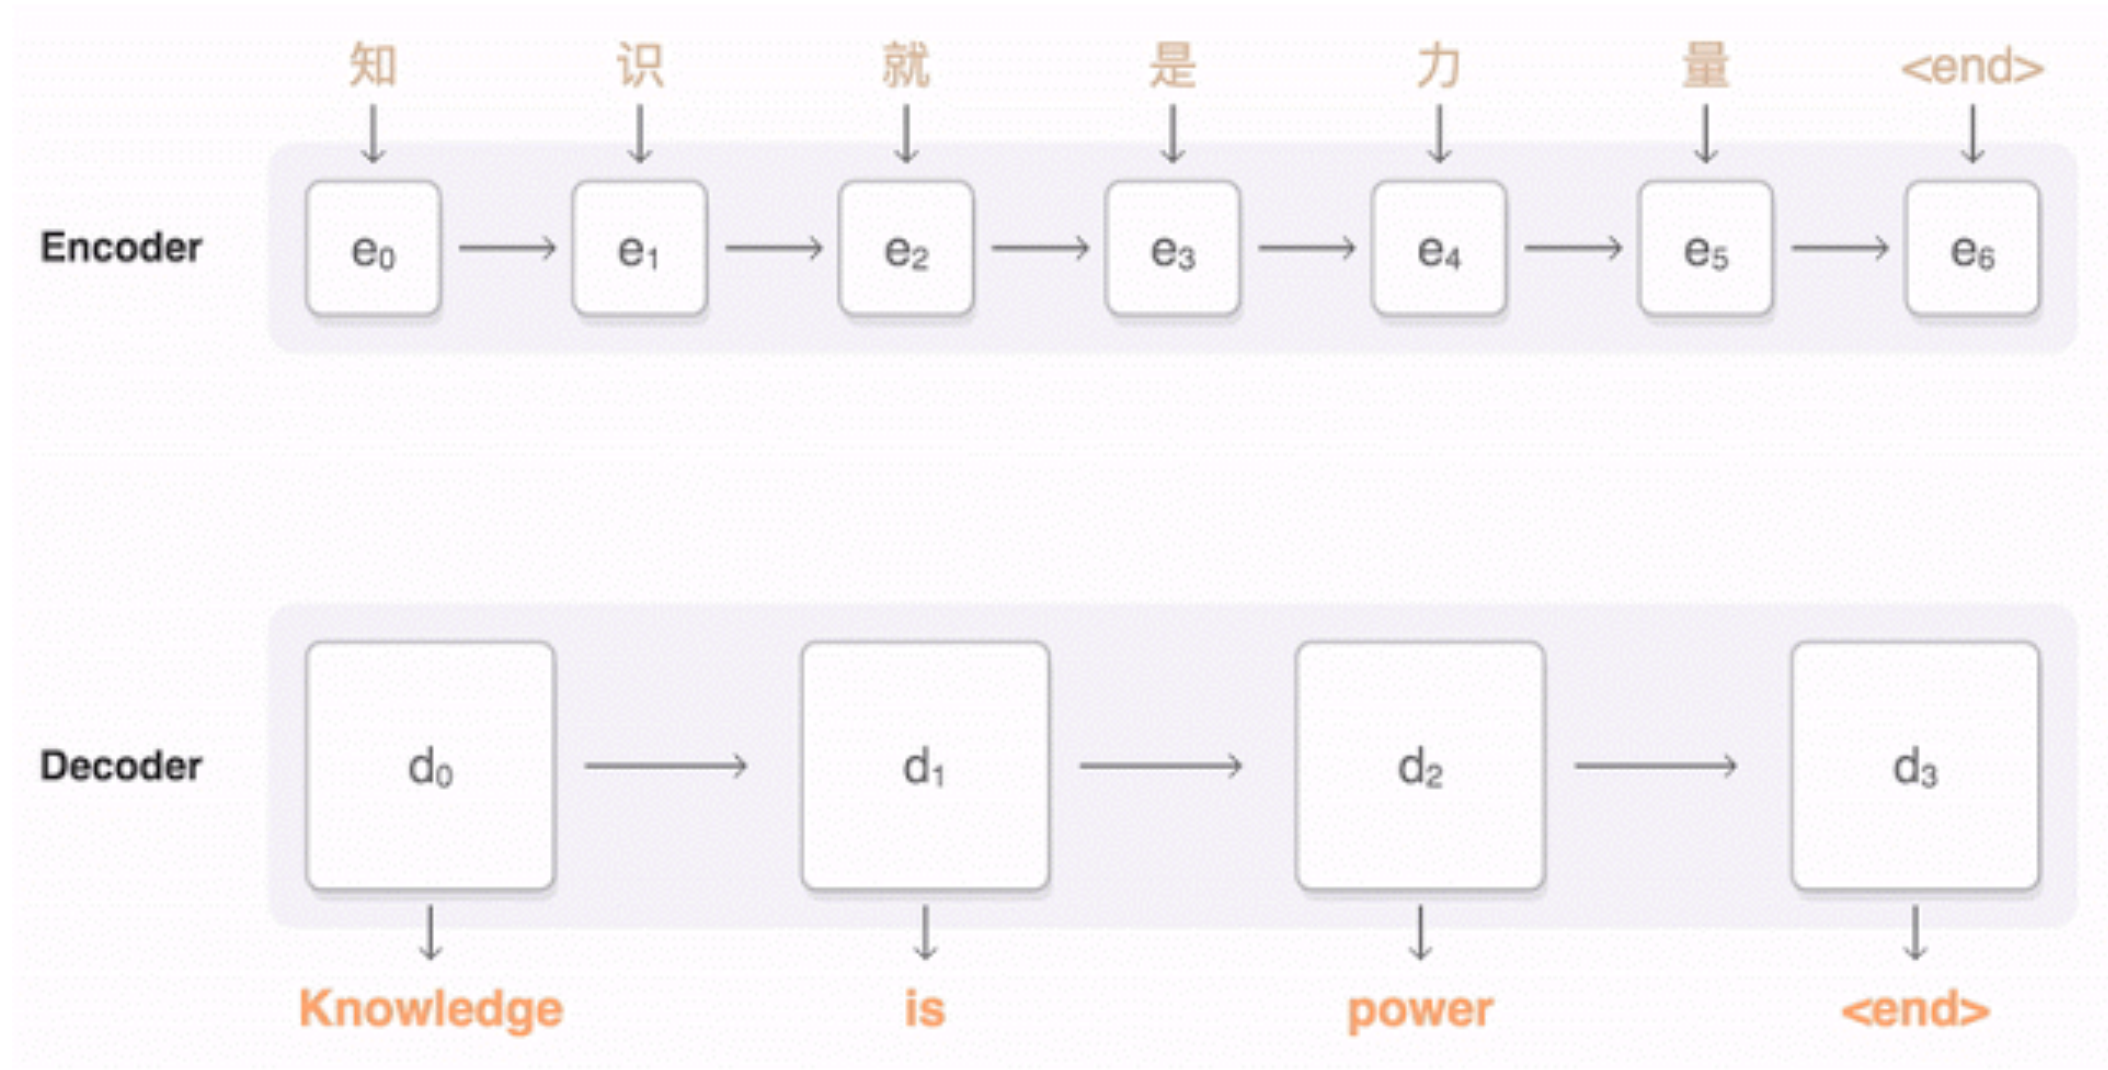 知 识 就 是 力 量 <end>
Encoder e₀ e₁ e₂ e₃ e₄ e₅ e₆
Decoder d₀ d₁ d₂ d₃
Knowledge is power <end>